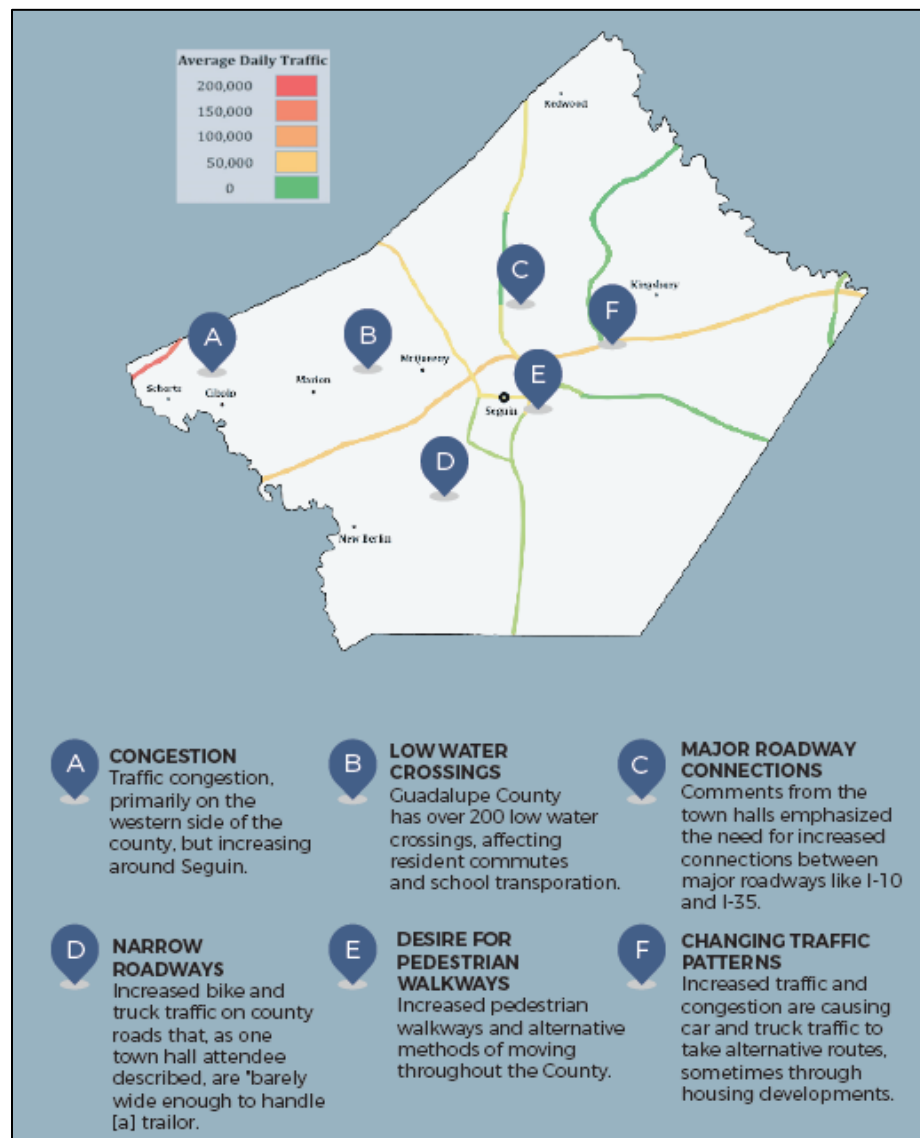 Average Daily Traffic
200,000
150,000
100,000
50,000
0
Redwood
C
Kingsbury
F
A
B
McQueeney
Marion
E
Schertz
Cibolo
Seguin
D
New Berlin
A
CONGESTION
Traffic congestion,
primarily on the
western side of the
county, but increasing
around Seguin.
B
LOW WATER
CROSSINGS
Guadalupe County
has over 200 low water
crossings, affecting
resident commutes
and school transporation.
C
MAJOR ROADWAY
CONNECTIONS
Comments from the
town halls emphasized
the need for increased
connections between
major roadways like I-10
and I-35.
D
NARROW
ROADWAYS
Increased bike and
truck traffic on county
roads that, as one
town hall attendee
described, are "barely
wide enough to handle
[a] trailor.
E
DESIRE FOR
PEDESTRIAN
WALKWAYS
Increased pedestrian
walkways and alternative
methods of moving
throughout the County.
F
CHANGING TRAFFIC
PATTERNS
Increased traffic and
congestion are causing
car and truck traffic to
take alternative routes,
sometimes through
housing developments.